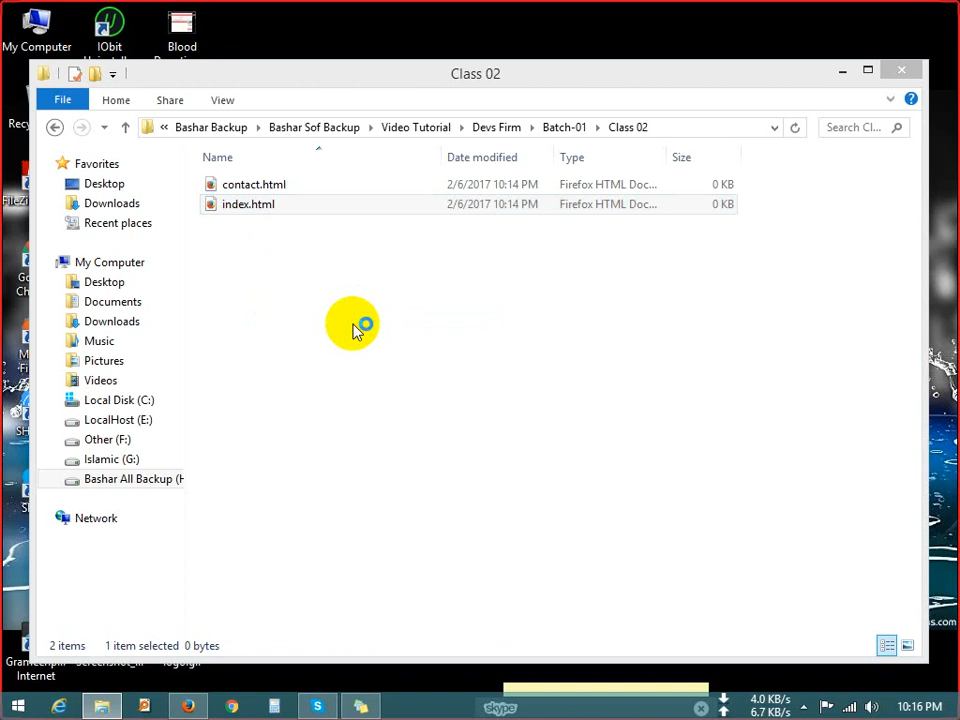 My Computer
IObit
Blood
Class 02
File
Home
Share
View
« Bashar Backup
Bashar Sof Backup
Video Tutorial
Devs Firm
Batch-01
Class 02
Search Cl...
Name
Date modified
Type
Size
Favorites
Desktop
Downloads
Recent places
My Computer
Desktop
Documents
Downloads
Music
Pictures
Videos
Local Disk (C:)
LocalHost (E:)
Other (F:)
Islamic (G:)
Bashar All Backup (H
Network
contact.html 2/6/2017 10:14 PM Firefox HTML Doc... 0 KB
index.html 2/6/2017 10:14 PM Firefox HTML Doc... 0 KB
2 items 1 item selected 0 bytes
Internet
skype
4.0 KB/s
6.7 KB/s
10:16 PM